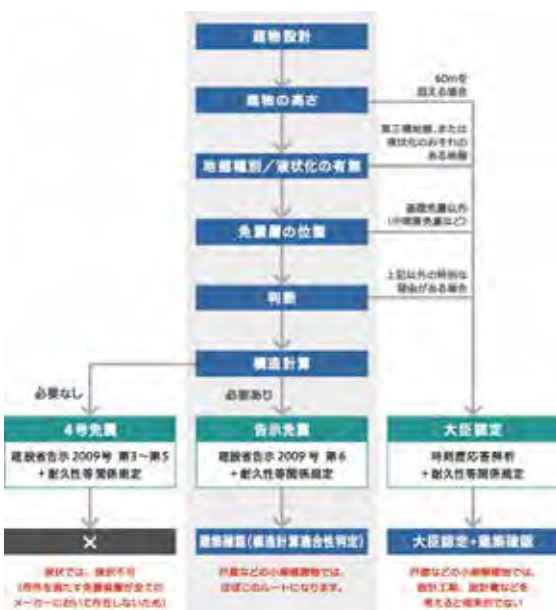 建物設計
建物の高さ
60mを
超える場合
地盤種別／液状化の有無
第三種地盤、または
液状化のおそれの
ある地盤
免震層の位置
基礎免震以外
(中間層免震など)
判断
上記以外の特別な
理由がある場合
構造計算
必要なし
必要あり
4号免震
建設省告示2009号 第3～第5
+耐久性等関係規定
告示免震
建設省告示2009号 第6
+耐久性等関係規定
大臣認定
時刻歴応答解析
+耐久性等関係規定
×
建築確認(構造計算適合性判定)
大臣認定+建築確認
現状では、選択不可
(条件を満たす免震装置が全ての
メーカーにおいて存在しないため)
戸建などの小規模建物では、
ほぼこのルートになります。
戸建などの小規模建物では、
設計工期、設計費などを
考えると現実的でない